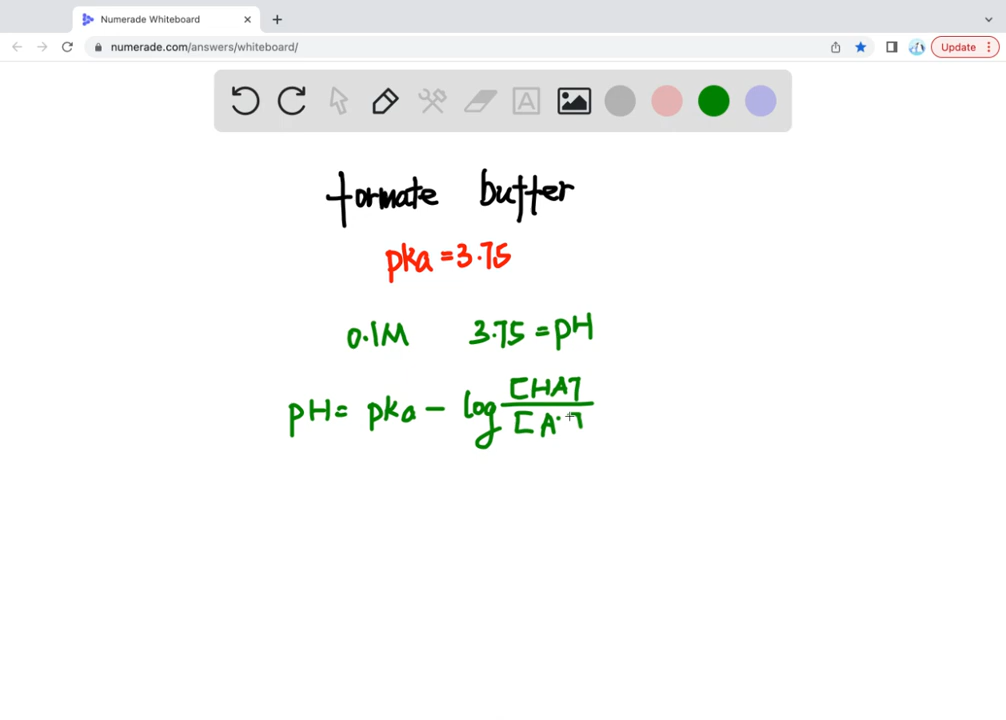 Numerade Whiteboard
numerade.com/answers/whiteboard/
Update
A
formate buffer
pka = 3.75
0.1M 3.75 = pH
pH = pka - log [HA]
[A-]